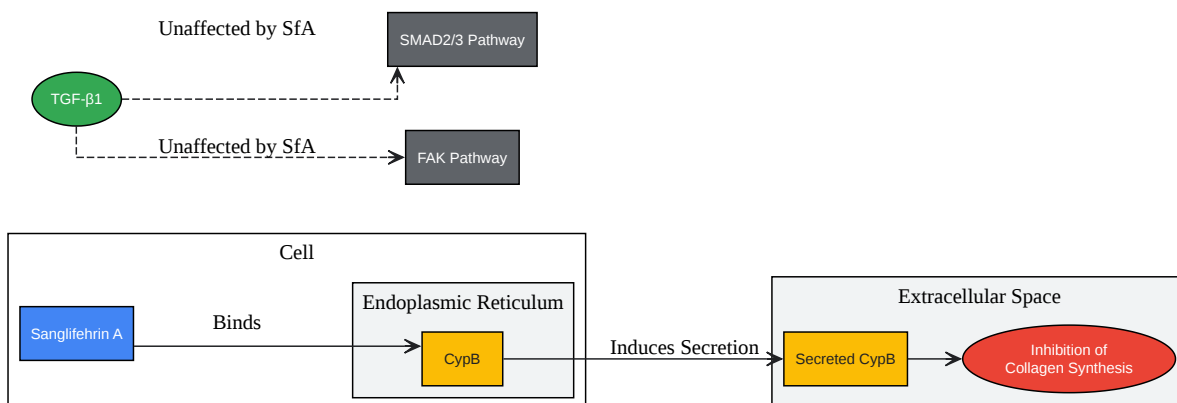 Unaffected by SfA
SMAD2/3 Pathway
TGF-β1
Unaffected by SfA
FAK Pathway
Cell
Endoplasmic Reticulum
Extracellular Space
Sanglifehrin A
Binds
CypB
Induces Secretion
Secreted CypB
Inhibition of
Collagen Synthesis